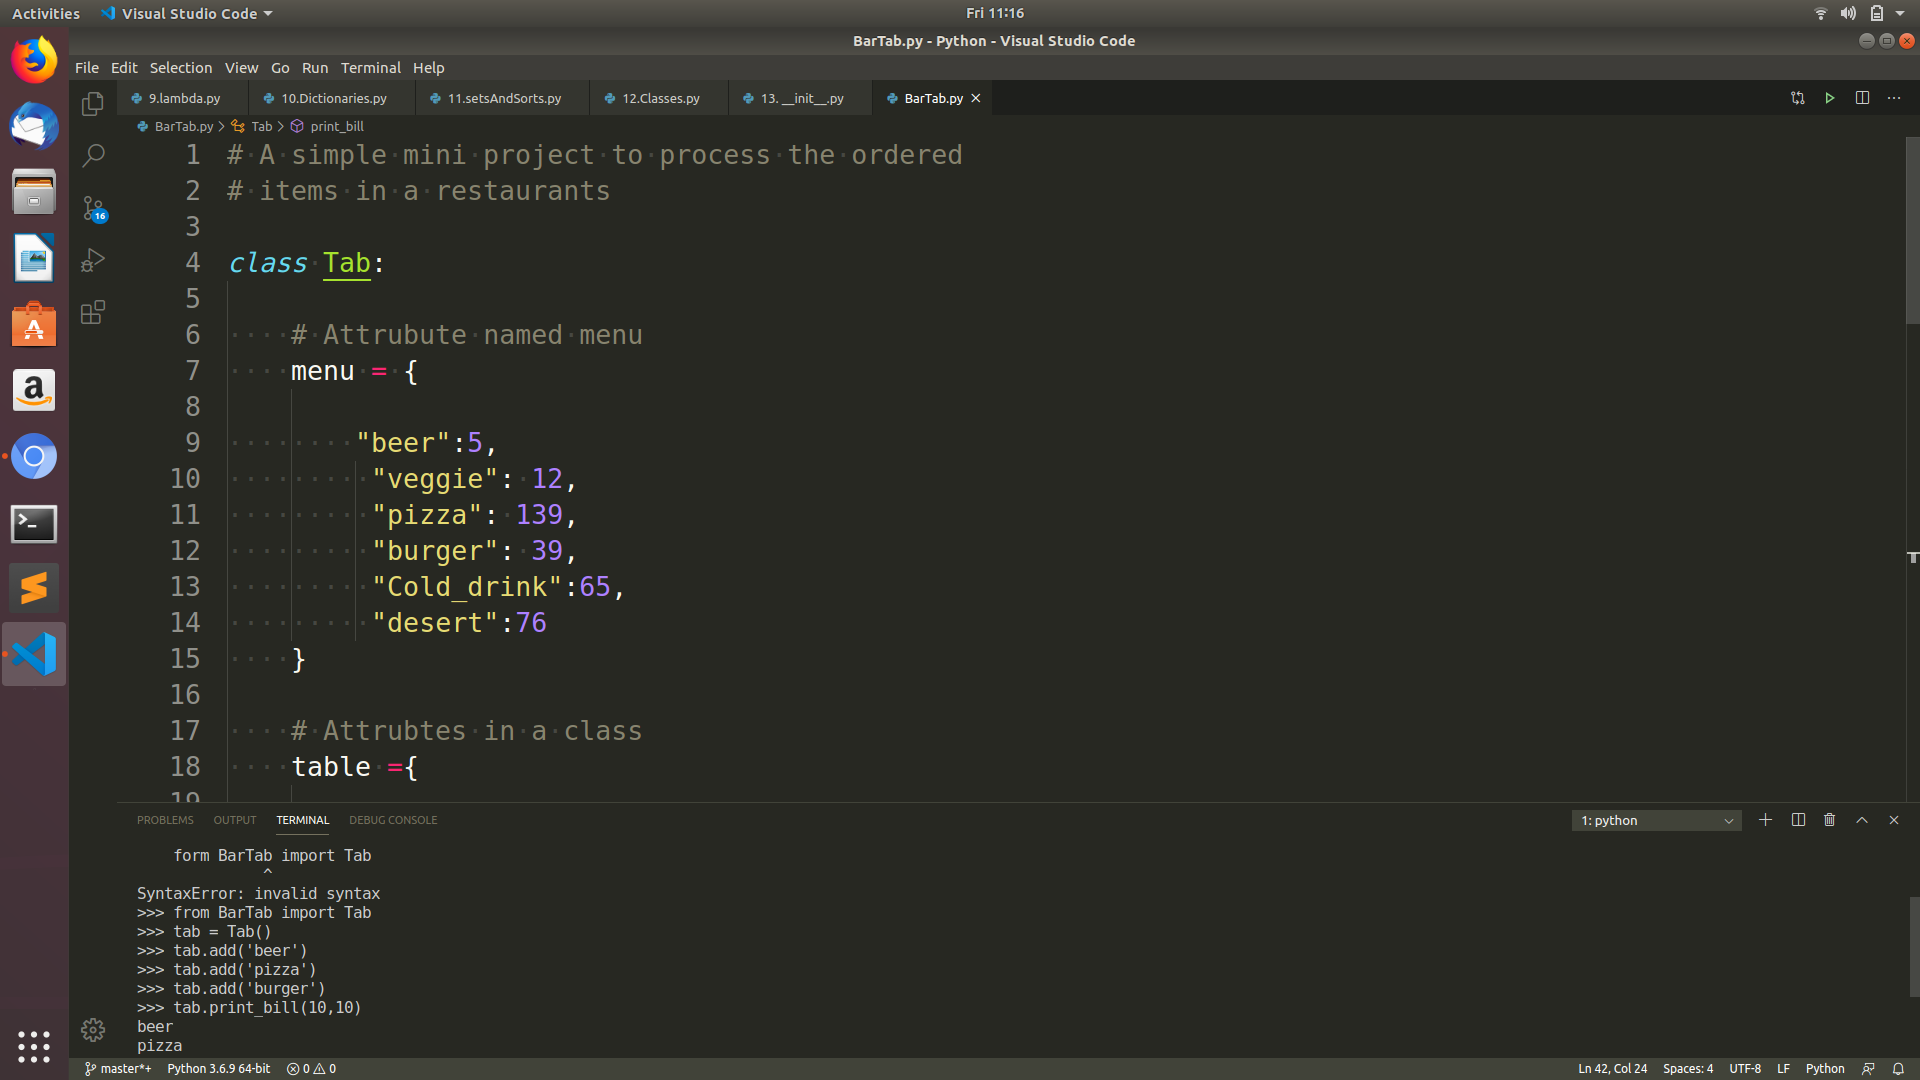 Activities Visual Studio Code Fri 11:16
BarTab.py - Python - Visual Studio Code
File Edit Selection View Go Run Terminal Help
9.lambda.py 10.Dictionaries.py 11.setsAndSorts.py 12.Classes.py 13. __init__.py BarTab.py
BarTab.py > Tab > print_bill
1 # A simple mini project to process the ordered
2 # items in a restaurants
3
4 class Tab:
5
6 # Attrubute named menu
7 menu = {
8
9 "beer":5,
10 "veggie": 12,
11 "pizza": 139,
12 "burger": 39,
13 "Cold_drink":65,
14 "desert":76
15 }
16
17 # Attrubtes in a class
18 table ={
19
16
PROBLEMS OUTPUT TERMINAL DEBUG CONSOLE 1: python
form BarTab import Tab
^
SyntaxError: invalid syntax
>>> from BarTab import Tab
>>> tab = Tab()
>>> tab.add('beer')
>>> tab.add('pizza')
>>> tab.add('burger')
>>> tab.print_bill(10,10)
beer
pizza
master*+ Python 3.6.9 64-bit 0 0 Ln 42, Col 24 Spaces: 4 UTF-8 LF Python